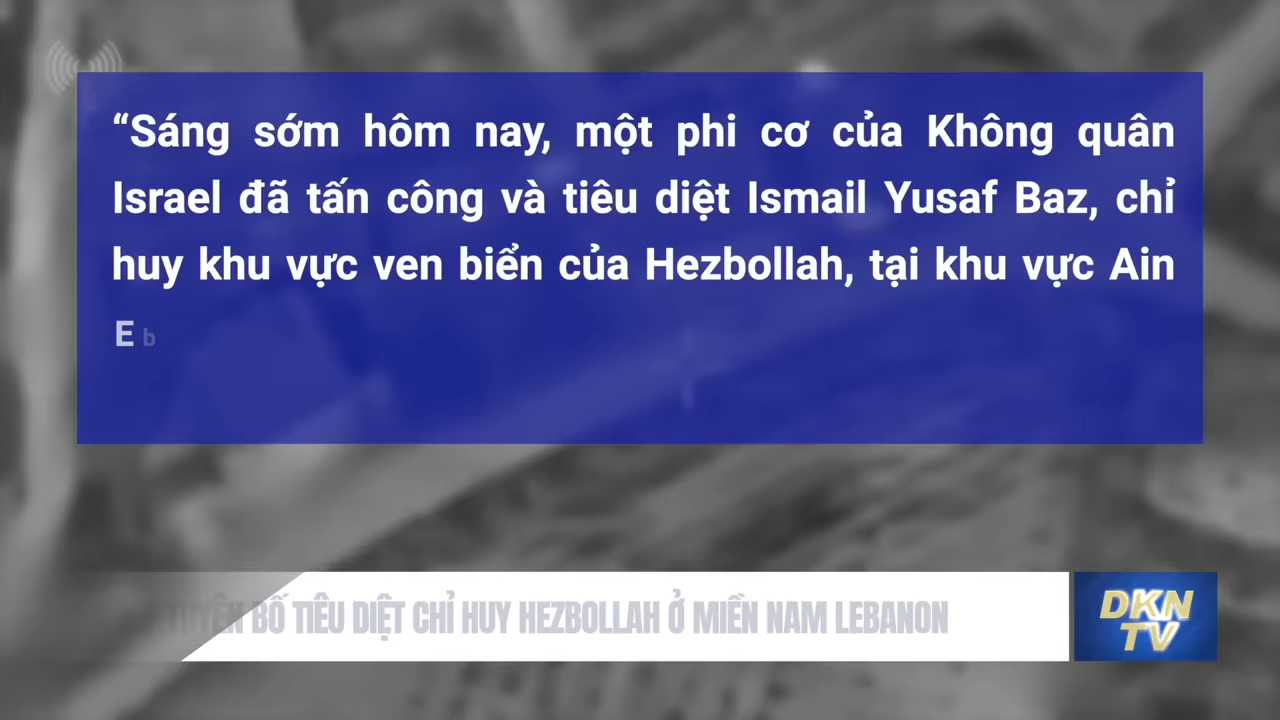 “Sáng sớm hôm nay, một phi cơ của Không quân
Israel đã tấn công và tiêu diệt Ismail Yusaf Baz, chỉ
huy khu vực ven biển của Hezbollah, tại khu vực Ain
Eb
TUYÊN BỐ TIÊU DIỆT CHỈ HUY HEZBOLLAH Ở MIỀN NAM LEBANON
DKN
TV